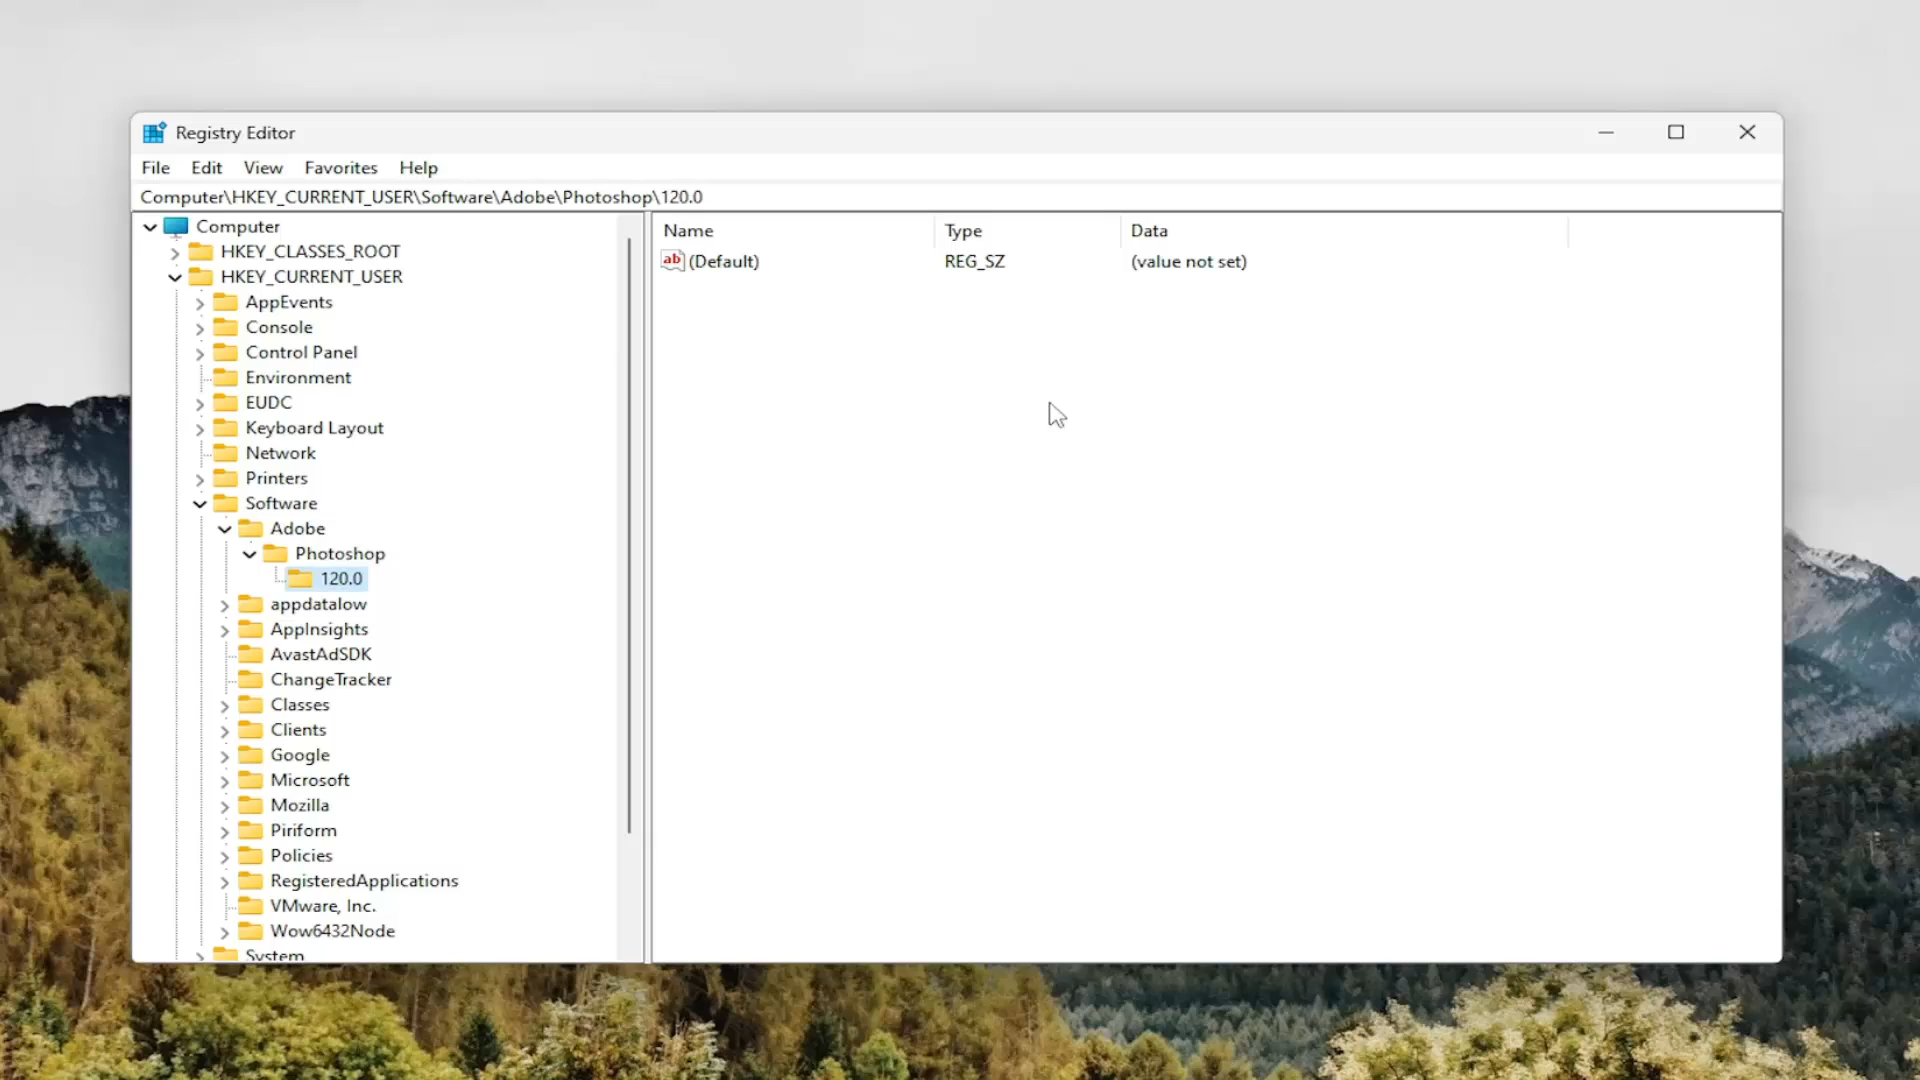 Registry Editor
File Edit View Favorites Help
Computer\HKEY_CURRENT_USER\Software\Adobe\Photoshop\120.0
Name Type Data
(Default) REG_SZ (value not set)
Computer
HKEY_CLASSES_ROOT
HKEY_CURRENT_USER
AppEvents
Console
Control Panel
Environment
EUDC
Keyboard Layout
Network
Printers
Software
Adobe
Photoshop
120.0
appdatalow
AppInsights
AvastAdSDK
ChangeTracker
Classes
Clients
Google
Microsoft
Mozilla
Piriform
Policies
RegisteredApplications
VMware, Inc.
Wow6432Node
System